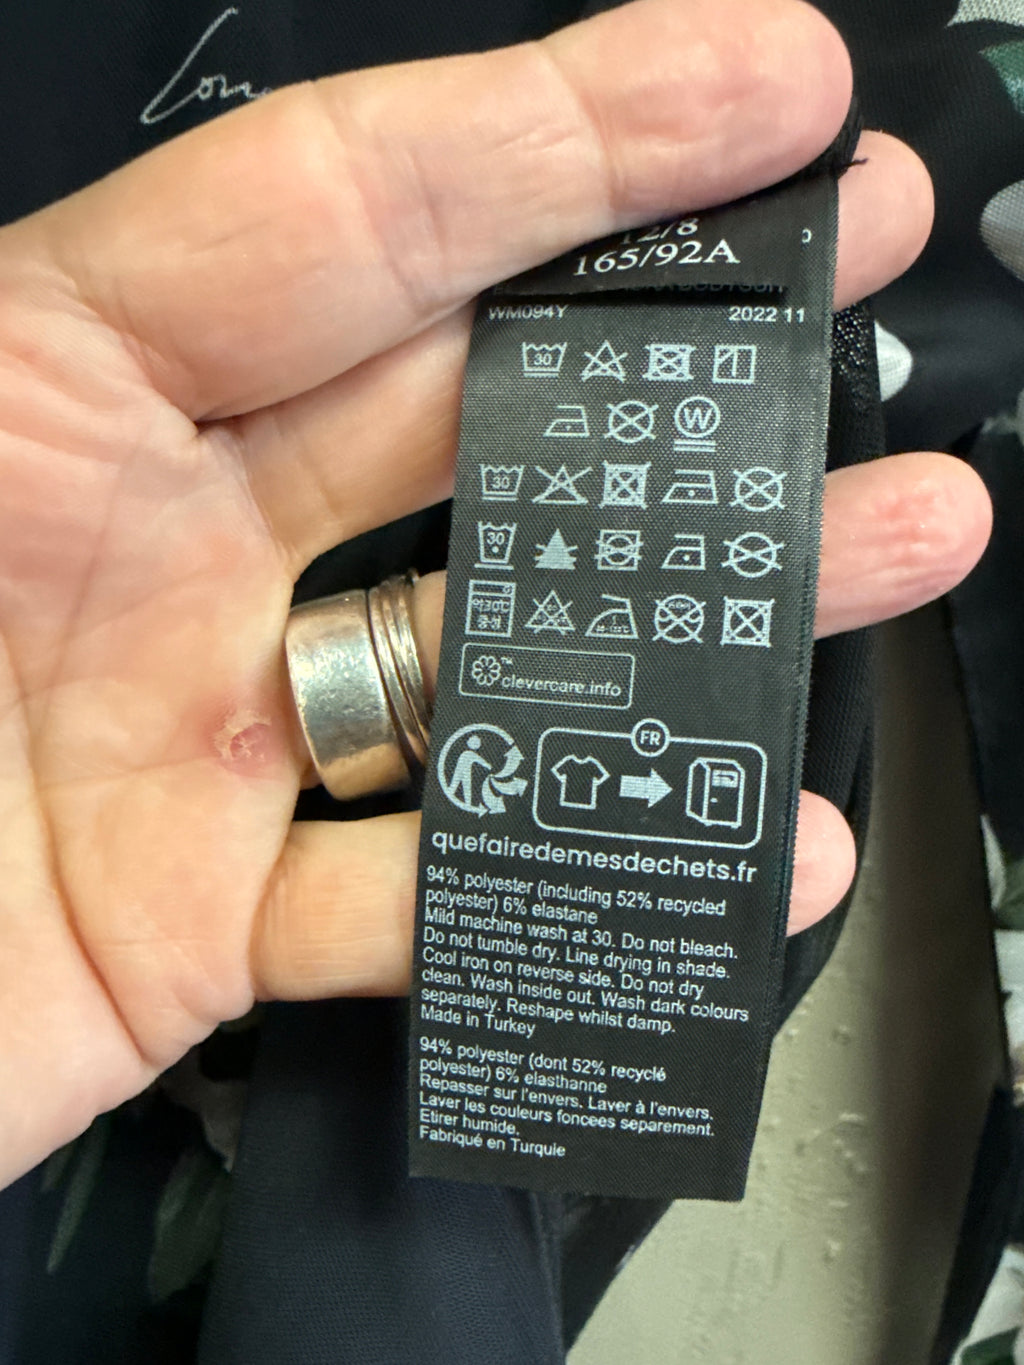 165/92A
WM094Y
2022 11
30
W
30
30
clevercare.info
FR
quefairedemesdechets.fr
94% polyester (including 52% recycled
polyester) 6% elastane
Mild machine wash at 30. Do not bleach.
Do not tumble dry. Line drying in shade.
Cool iron on reverse side. Do not dry
clean. Wash inside out. Wash dark colours
separately. Reshape whilst damp.
Made in Turkey
94% polyester (dont 52% recyclé
polyester) 6% elasthanne
Repasser sur l'envers. Laver à l'envers.
Laver les couleurs foncees separement.
Etirer humide.
Fabriqué en Turquie